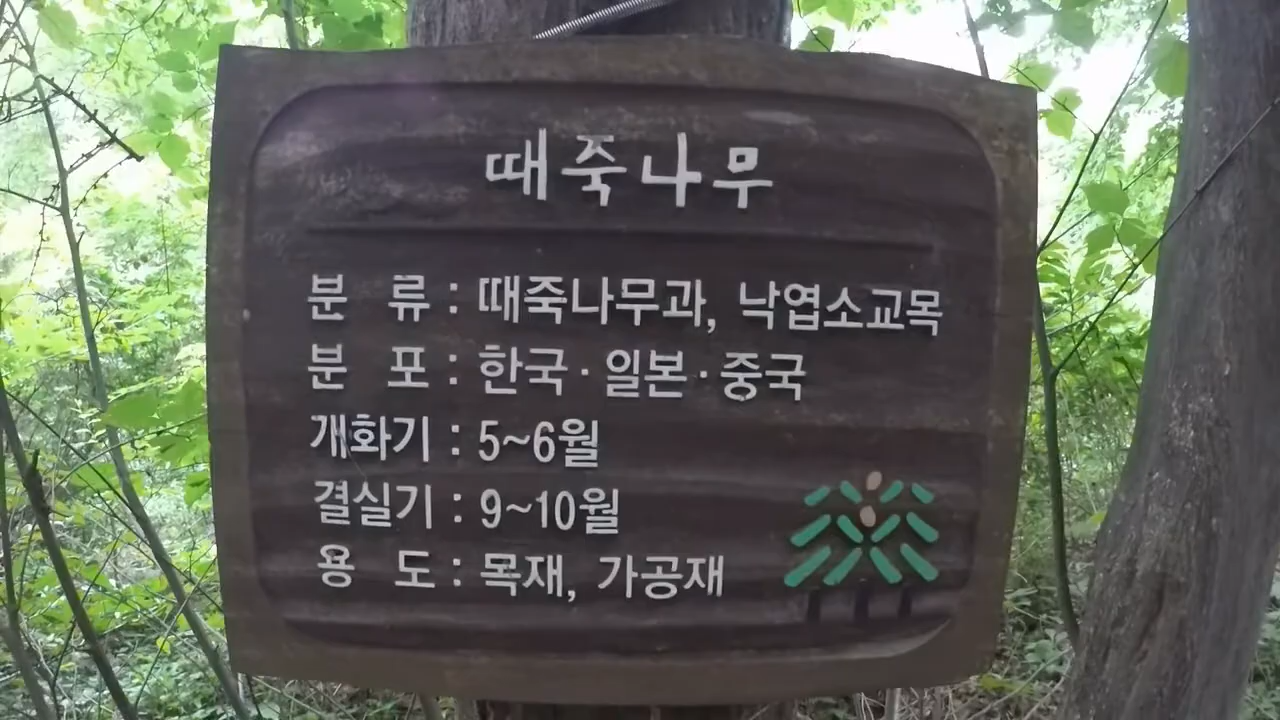 때죽나무
분 류 : 때죽나무과, 낙엽소교목
분 포 : 한국 · 일본 · 중국
개화기 : 5~6월
결실기 : 9~10월
용 도 : 목재, 가공재